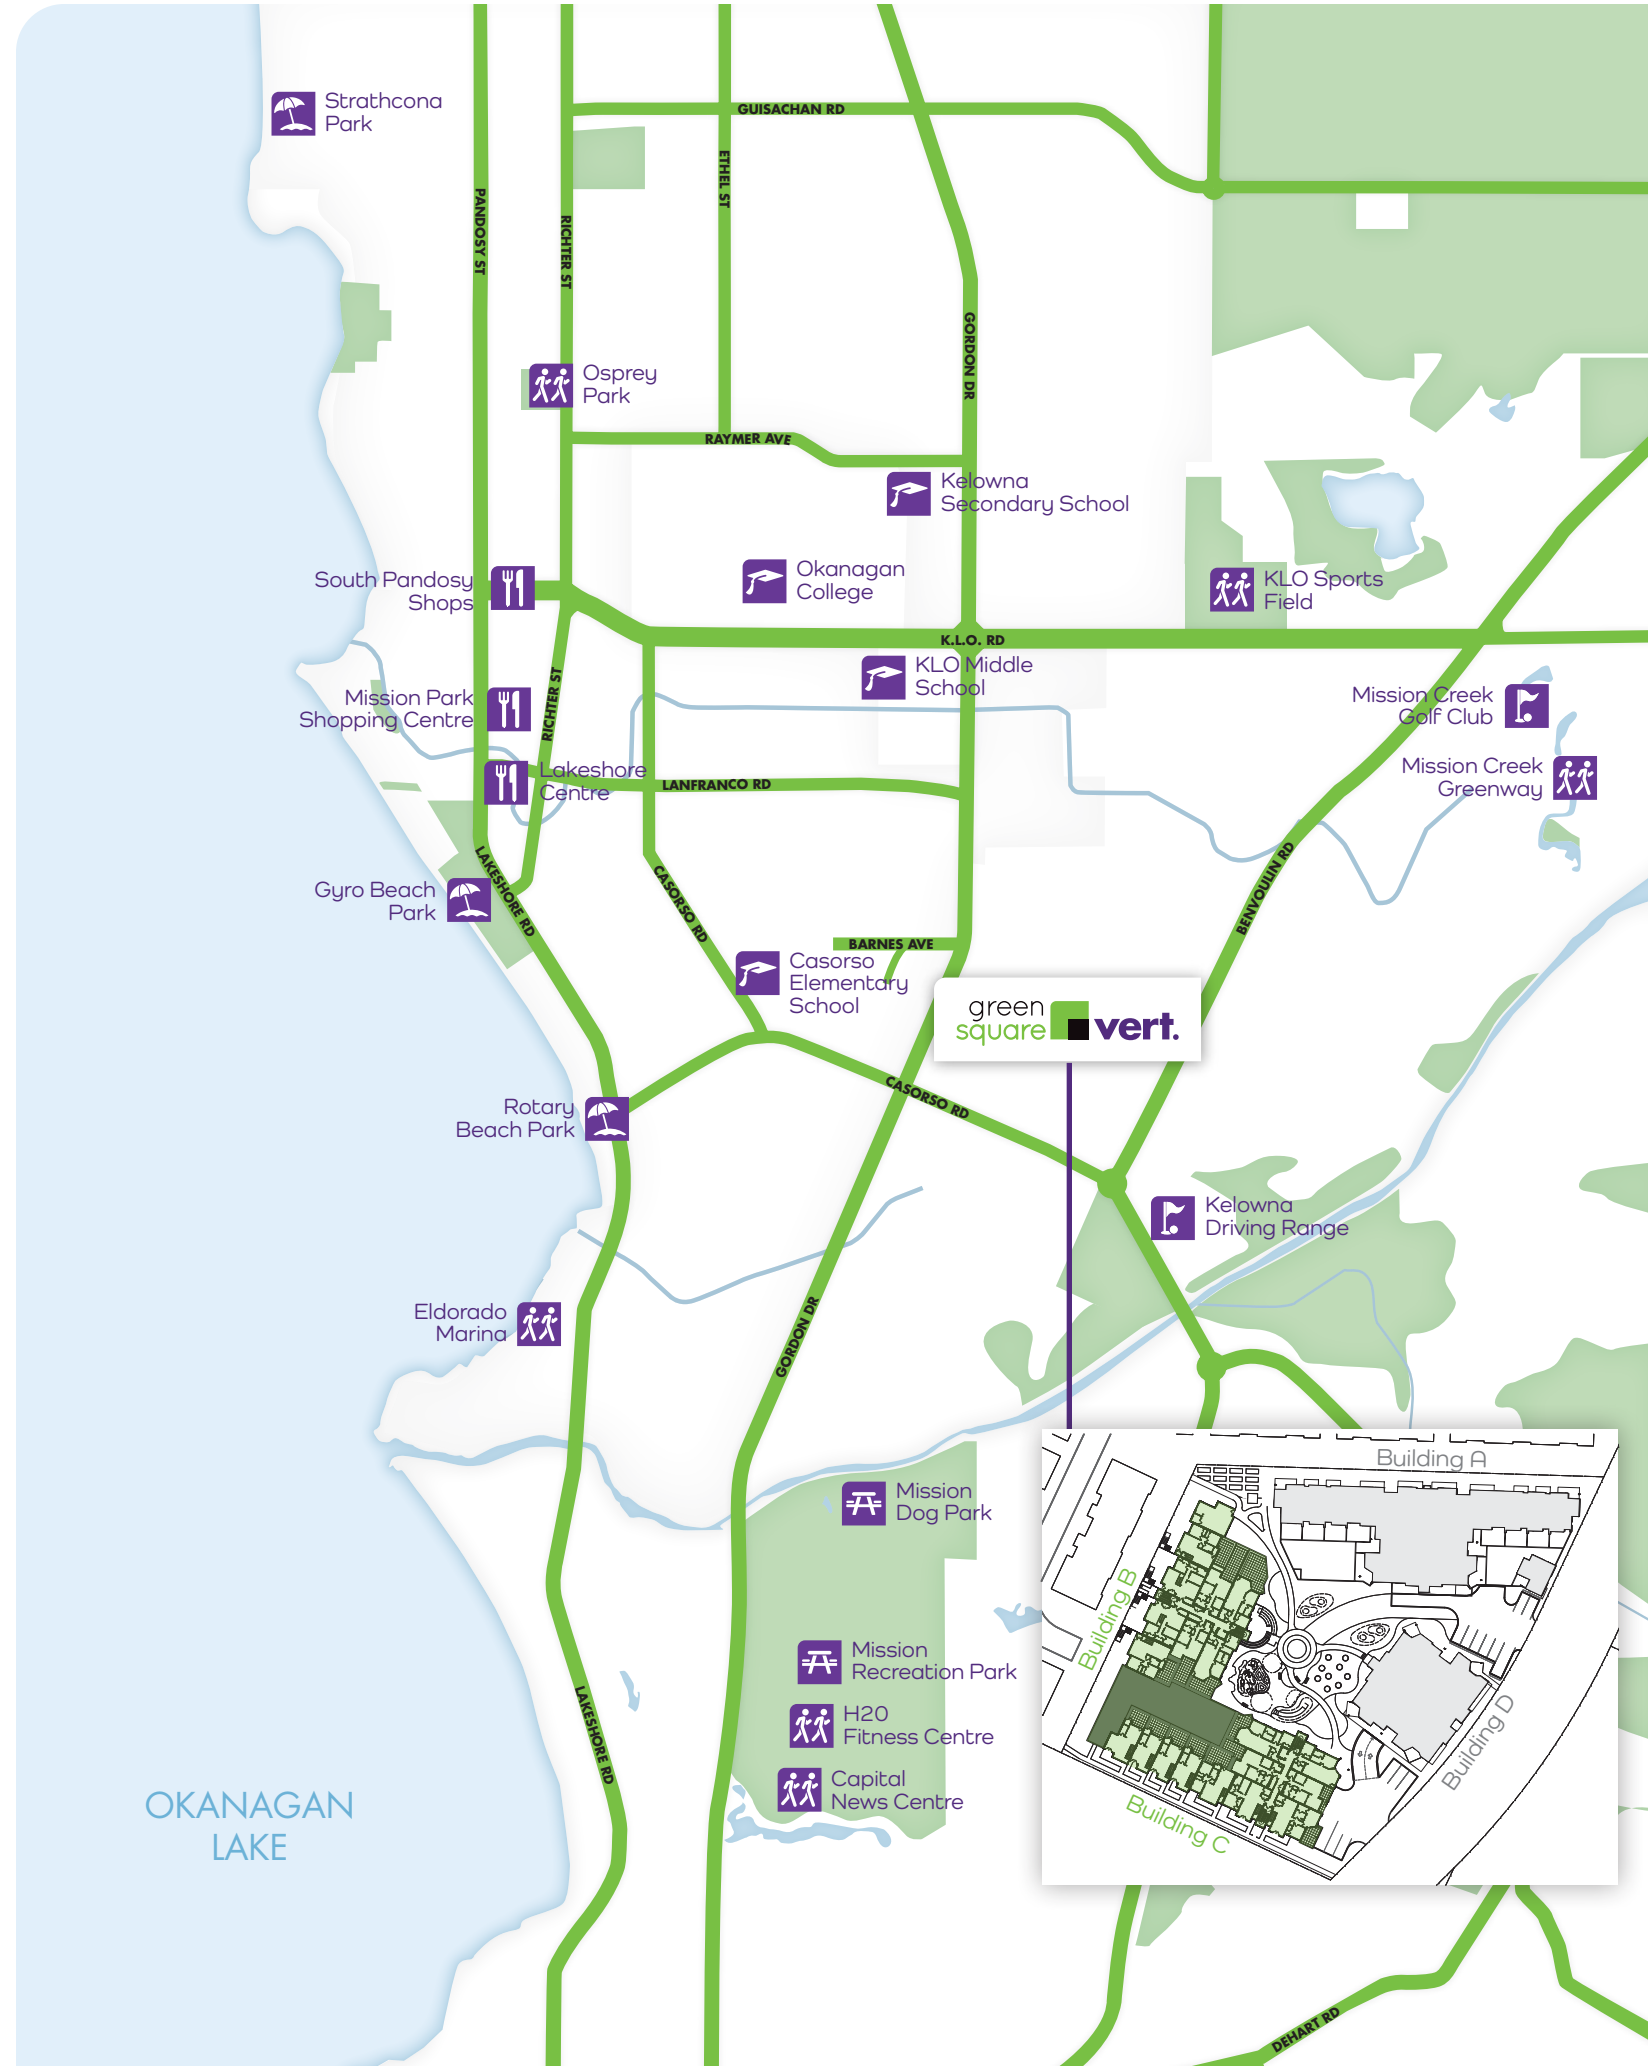 Strathcona
Park
GUISACHAN RD
ETHEL ST
PANDOSY ST
RICHTER ST
GORDON DR
Osprey
Park
RAYMER AVE
Kelowna
Secondary School
Okanagan
College
South Pandosy
Shops
KLO Sports
Field
K.L.O. RD
KLO Middle
School
Mission Park
Shopping Centre
RICHTER ST
Mission Creek
Golf Club
Lakeshore
Centre
LANFRANCO RD
Mission Creek
Greenway
LAKESHORE RD
CASORSO RD
BENVOULIN RD
Gyro Beach
Park
BARNES AVE
Casorso
Elementary
School
green
square
vert.
CASORSO RD
Rotary
Beach Park
Kelowna
Driving Range
Eldorado
Marina
GORDON DR
Building A
Mission
Dog Park
Building B
Mission
Recreation Park
H20
Fitness Centre
LAKESHORE RD
Building D
Capital
News Centre
Building C
OKANAGAN
LAKE
DEHART RD